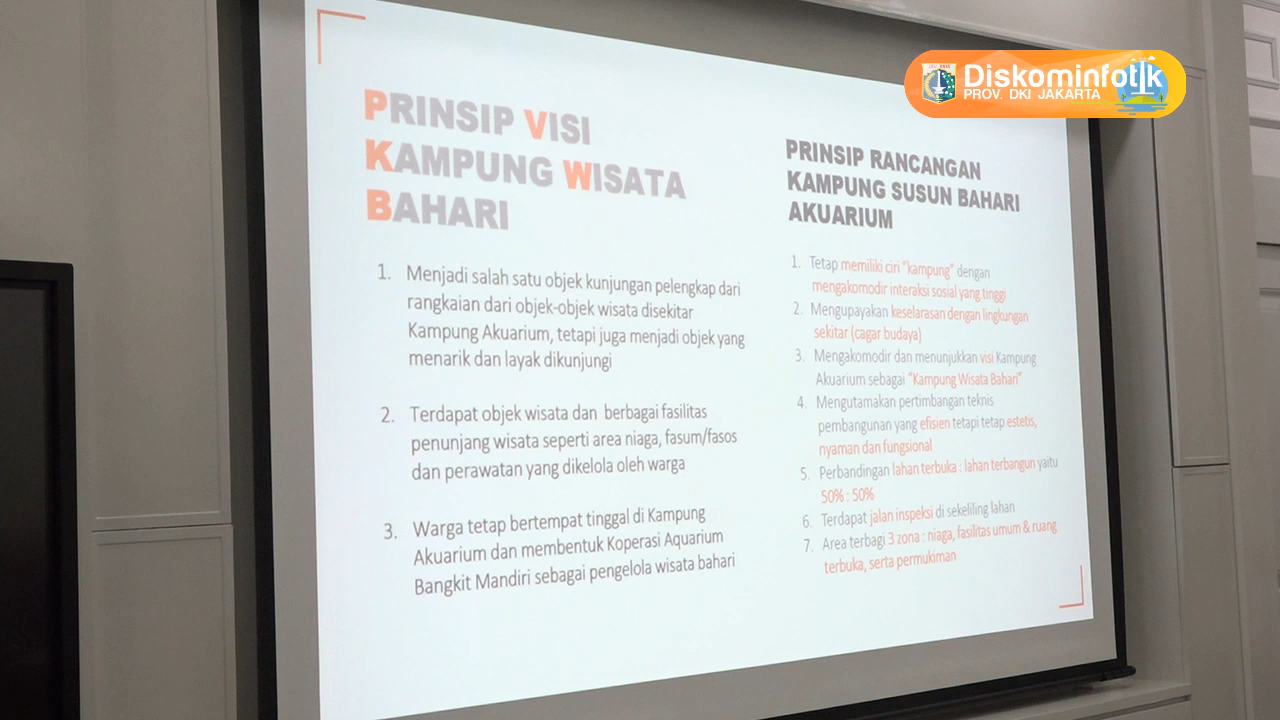 Diskominfotik
PROV. DKI JAKARTA
PRINSIP VISI
KAMPUNG WISATA
BAHARI
1. Menjadi salah satu objek kunjungan pelengkap dari
rangkaian dari objek-objek wisata disekitar
Kampung Akuarium, tetapi juga menjadi objek yang
menarik dan layak dikunjungi
2. Terdapat objek wisata dan berbagai fasilitas
penunjang wisata seperti area niaga, fasum/fasos
dan perawatan yang dikelola oleh warga
3. Warga tetap bertempat tinggal di Kampung
Akuarium dan membentuk Koperasi Aquarium
Bangkit Mandiri sebagai pengelola wisata bahari
PRINSIP RANCANGAN
KAMPUNG SUSUN BAHARI
AKUARIUM
1. Tetap memiliki ciri "kampung" dengan
mengakomodir interaksi sosial yang tinggi
2. Mengupayakan keselarasan dengan lingkungan
sekitar (cagar budaya)
3. Mengakomodir dan menunjukkan visi Kampung
Akuarium sebagai "Kampung Wisata Bahari"
4. Mengutamakan pertimbangan teknis
pembangunan yang efisien tetapi tetap estetis,
nyaman dan fungsional
5. Perbandingan lahan terbuka : lahan terbangun yaitu
50% : 50%
6. Terdapat jalan inspeksi di sekeliling lahan
7. Area terbagi 3 zona : niaga, fasilitas umum & ruang
terbuka, serta permukiman